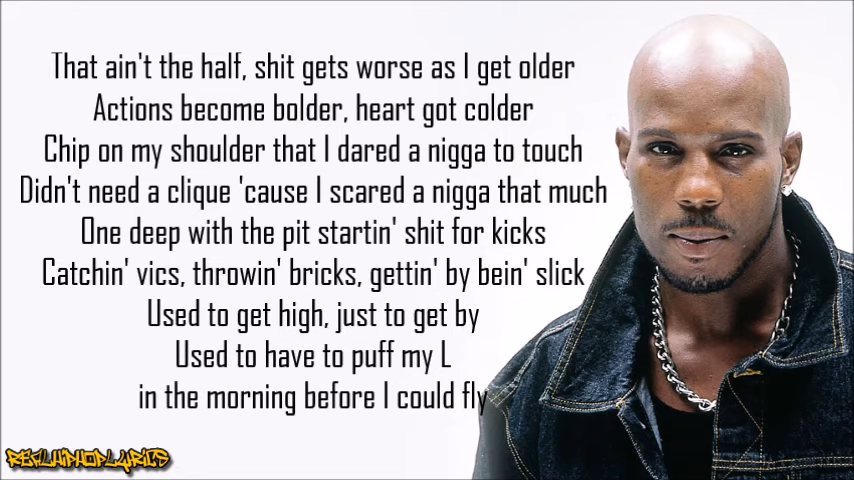 That ain't the half, shit gets worse as I get older
Actions become bolder, heart got colder
Chip on my shoulder that I dared a nigga to touch
Didn't need a clique 'cause I scared a nigga that much
One deep with the pit startin' shit for kicks
Catchin' vics, throwin' bricks, gettin' by bein' slick
Used to get high, just to get by
Used to have to puff my L
in the morning before I could fly
REALHIPHOPLYRICS